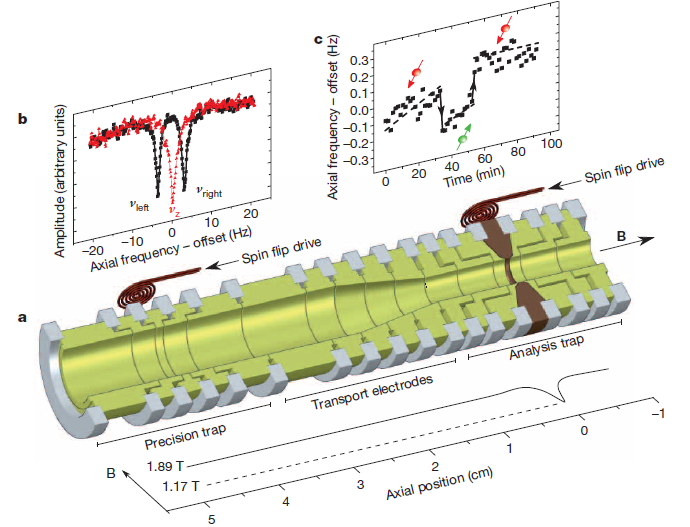 c
Axial frequency – offset (Hz)
0.3
0.2
0.1
0.0
–0.1
–0.2
–0.3
0
20
40
60
80
100
Time (min)
b
Amplitude (arbitrary units)
νleft
νz
νright
–20
–10
0
10
20
Axial frequency – offset (Hz)
Spin flip drive
Spin flip drive
B
a
Precision trap
Transport electrodes
Analysis trap
B
1.89 T
1.17 T
5
4
3
2
1
0
–1
Axial position (cm)